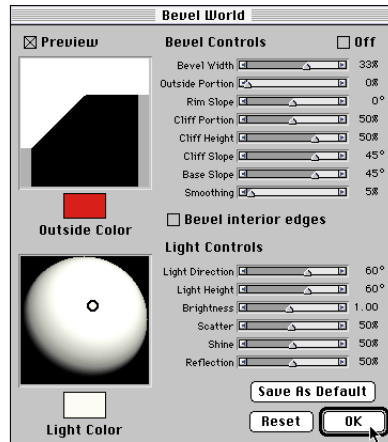 Bevel World
Preview
Outside Color
Light Color
Bevel Controls
Off
Bevel Width 33%
Outside Portion 0%
Rim Slope 0°
Cliff Portion 50%
Cliff Height 50%
Cliff Slope 45°
Base Slope 45°
Smoothing 5%
Bevel interior edges
Light Controls
Light Direction 60°
Light Height 60°
Brightness 1.00
Scatter 50%
Shine 50%
Reflection 50%
Save As Default
Reset
OK